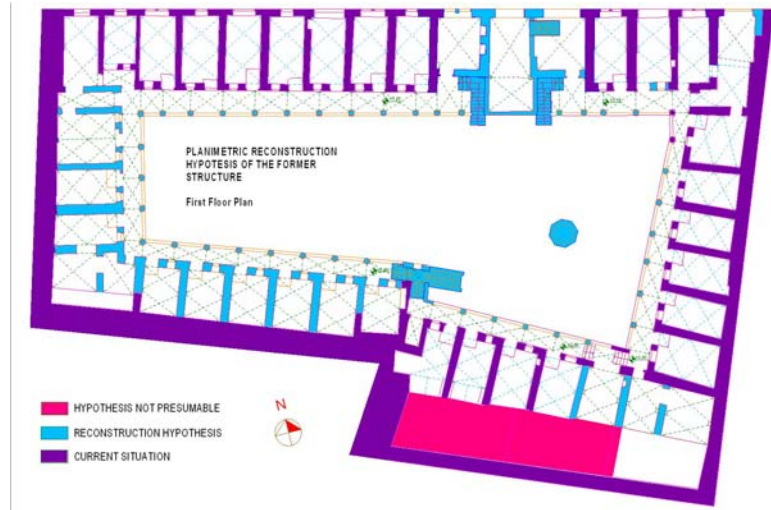 PLANIMETRIC RECONSTRUCTION
HYPOTESIS OF THE FORMER
STRUCTURE
First Floor Plan
N
HYPOTHESIS NOT PRESUMABLE
RECONSTRUCTION HYPOTHESIS
CURRENT SITUATION